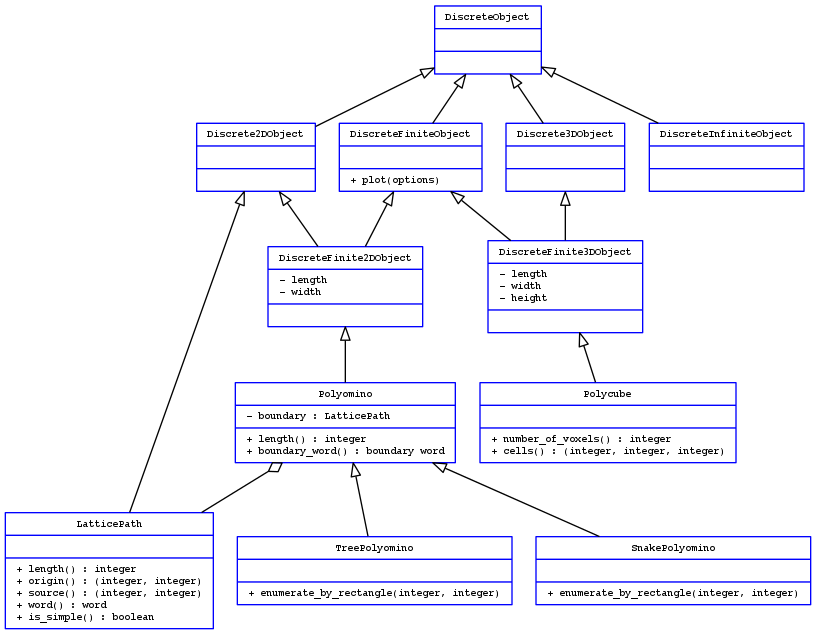 DiscreteObject
Discrete2DObject
DiscreteFiniteObject
+ plot(options)
Discrete3DObject
DiscreteInfiniteObject
DiscreteFinite2DObject
- length
- width
DiscreteFinite3DObject
- length
- width
- height
Polyomino
- boundary : LatticePath
+ length() : integer
+ boundary_word() : boundary word
Polycube
+ number_of_voxels() : integer
+ cells() : (integer, integer, integer)
LatticePath
+ length() : integer
+ origin() : (integer, integer)
+ source() : (integer, integer)
+ word() : word
+ is_simple() : boolean
TreePolyomino
+ enumerate_by_rectangle(integer, integer)
SnakePolyomino
+ enumerate_by_rectangle(integer, integer)